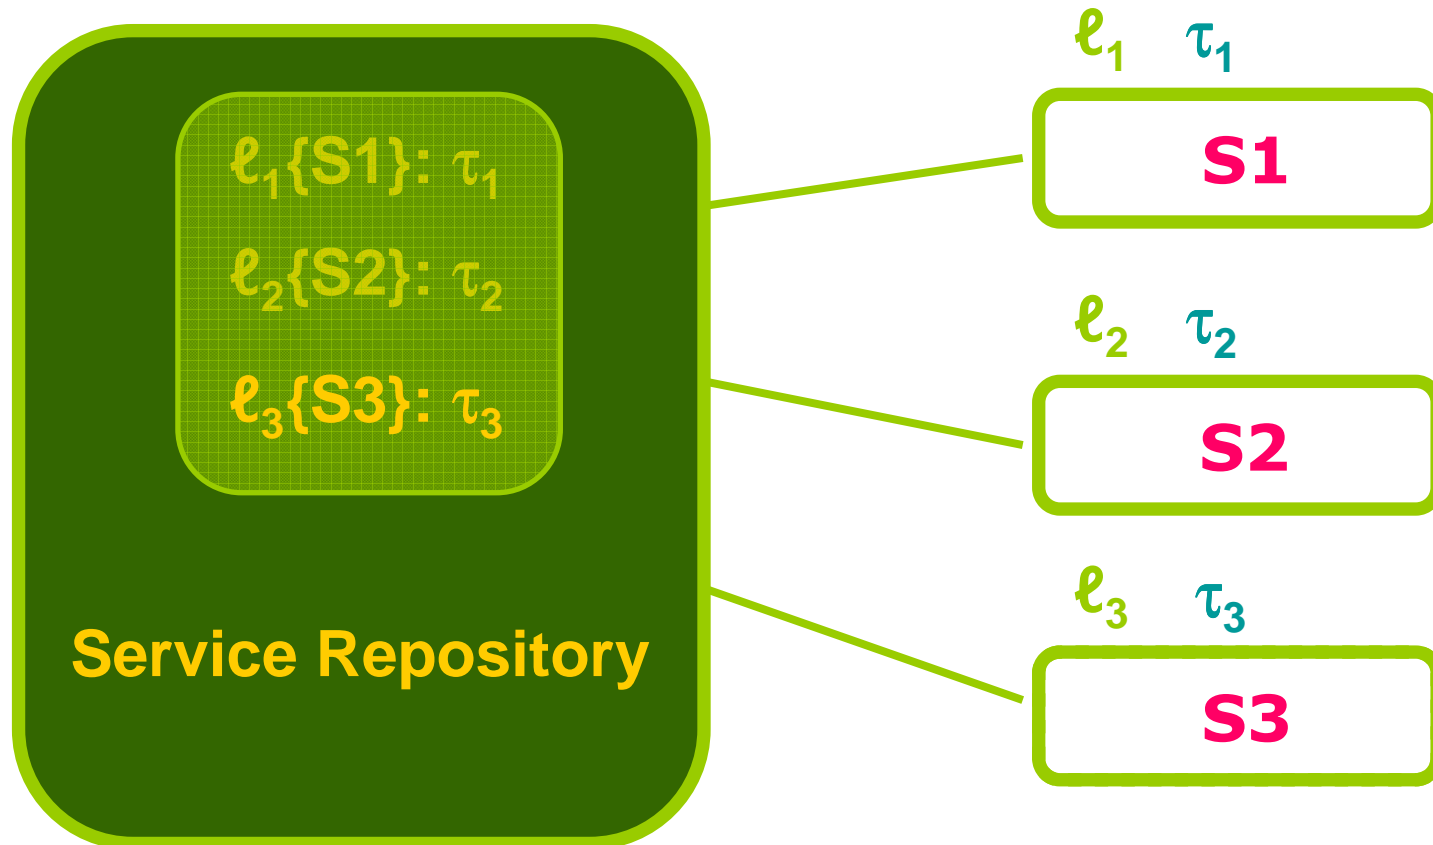 ℓ₁{S1}: τ₁
ℓ₂{S2}: τ₂
ℓ₃{S3}: τ₃
Service Repository
ℓ₁ τ₁
S1
ℓ₂ τ₂
S2
ℓ₃ τ₃
S3